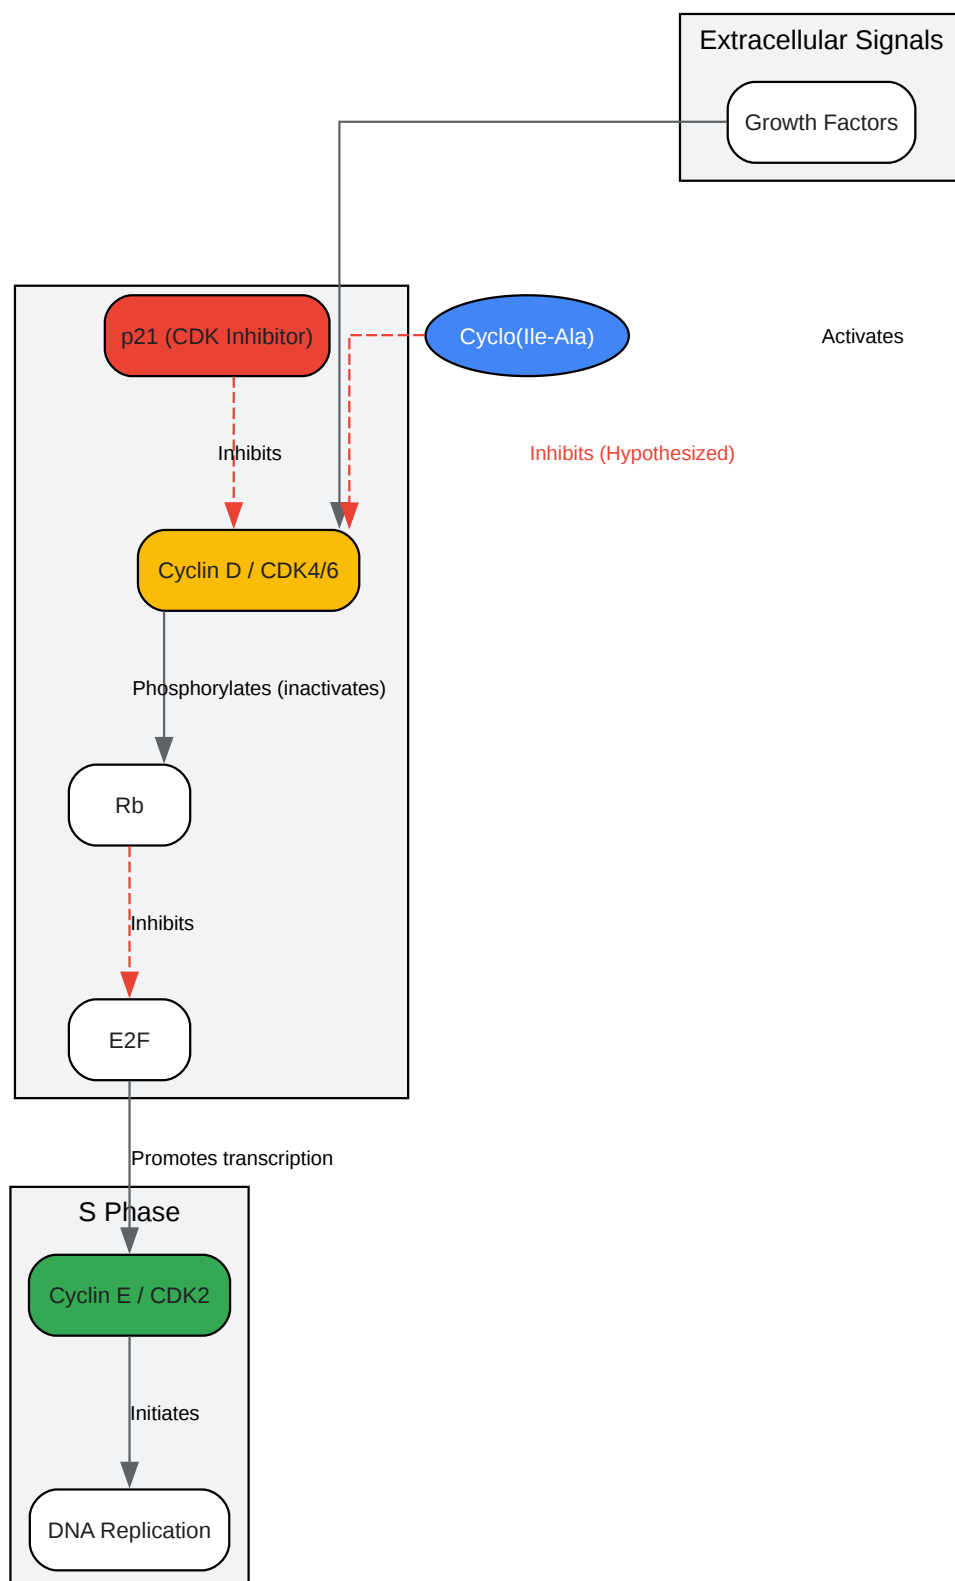 Extracellular Signals
Growth Factors
p21 (CDK Inhibitor)
Cyclo(Ile-Ala)
Activates
Inhibits
Inhibits (Hypothesized)
Cyclin D / CDK4/6
Phosphorylates (inactivates)
Rb
Inhibits
E2F
Promotes transcription
S Phase
Cyclin E / CDK2
Initiates
DNA Replication